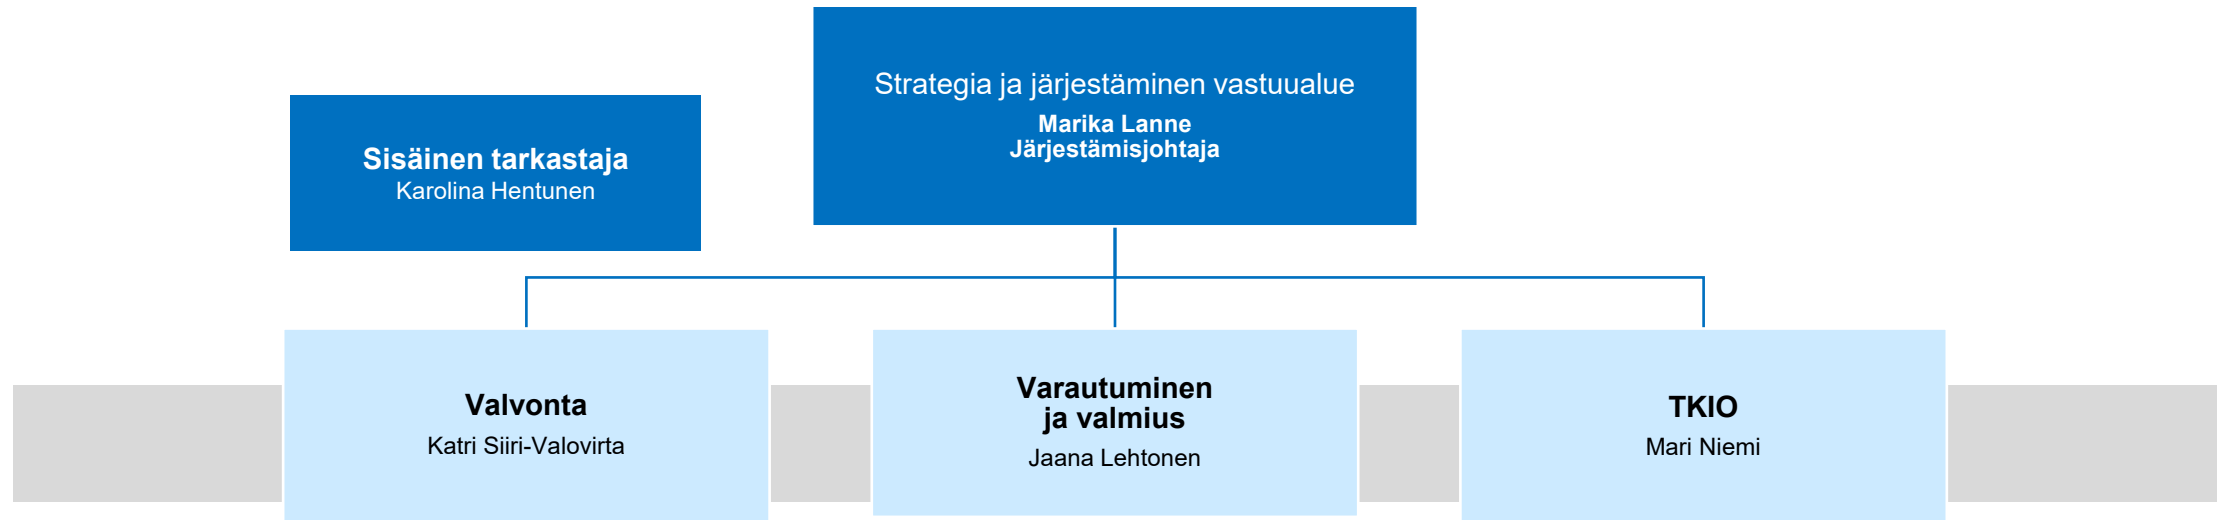 Strategia ja järjestäminen vastuualue
Marika Lanne
Järjestämisjohtaja
Sisäinen tarkastaja
Karolina Hentunen
Valvonta
Katri Siiri-Valovirta
Varautuminen
ja valmius
Jaana Lehtonen
TKIO
Mari Niemi